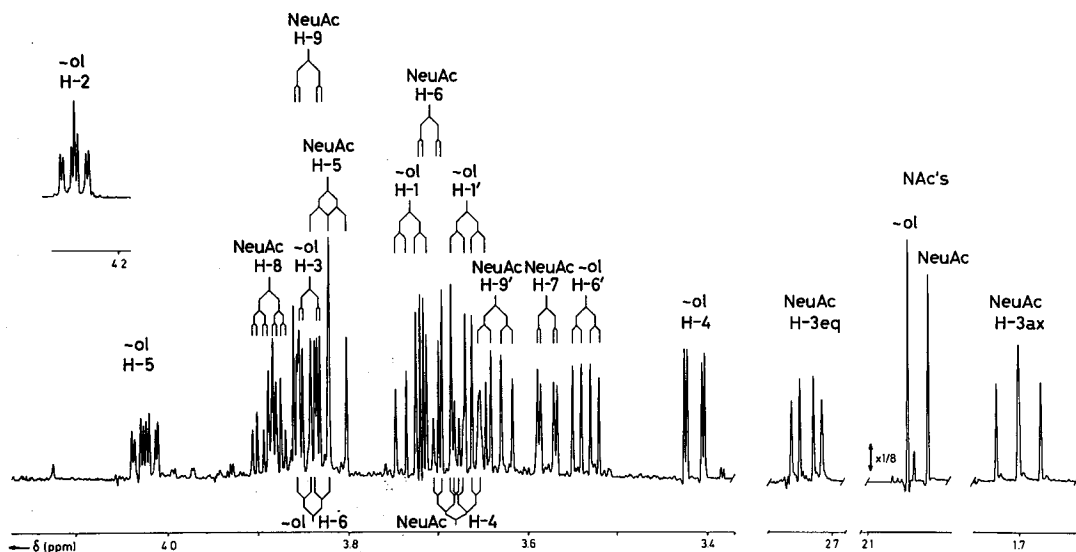 NeuAc
H-9
~ol
H-2
NeuAc
H-6
NeuAc
H-5
~ol
H-1
~ol
H-1'
NAc's
~ol
NeuAc
NeuAc
H-8
~ol
H-3
NeuAc
H-9'
NeuAc
H-7
~ol
H-6'
~ol
H-4
NeuAc
H-3eq
NeuAc
H-3ax
4.2
~ol
H-5
x1/8
~ol H-6
NeuAc H-4
← δ (ppm)
4.0
3.8
3.6
3.4
2.7
2.1
1.7